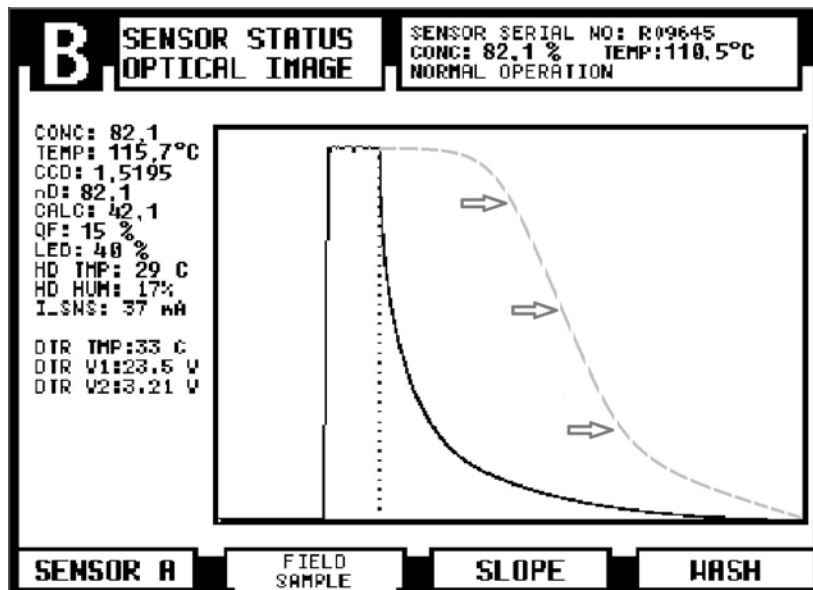 B
SENSOR STATUS
OPTICAL IMAGE
SENSOR SERIAL NO: R09645
CONC: 82,1 % TEMP:110,5°C
NORMAL OPERATION
CONC: 82,1
TEMP: 115,7°C
CCD: 1,5195
nD: 82,1
CALC: 42,1
QF: 15 %
LED: 40 %
HD TMP: 29 C
HD HUM: 17%
I_SNS: 37 mA
DTR TMP:33 C
DTR V1:23.5 V
DTR V2:3.21 V
SENSOR A
FIELD
SAMPLE
SLOPE
WASH